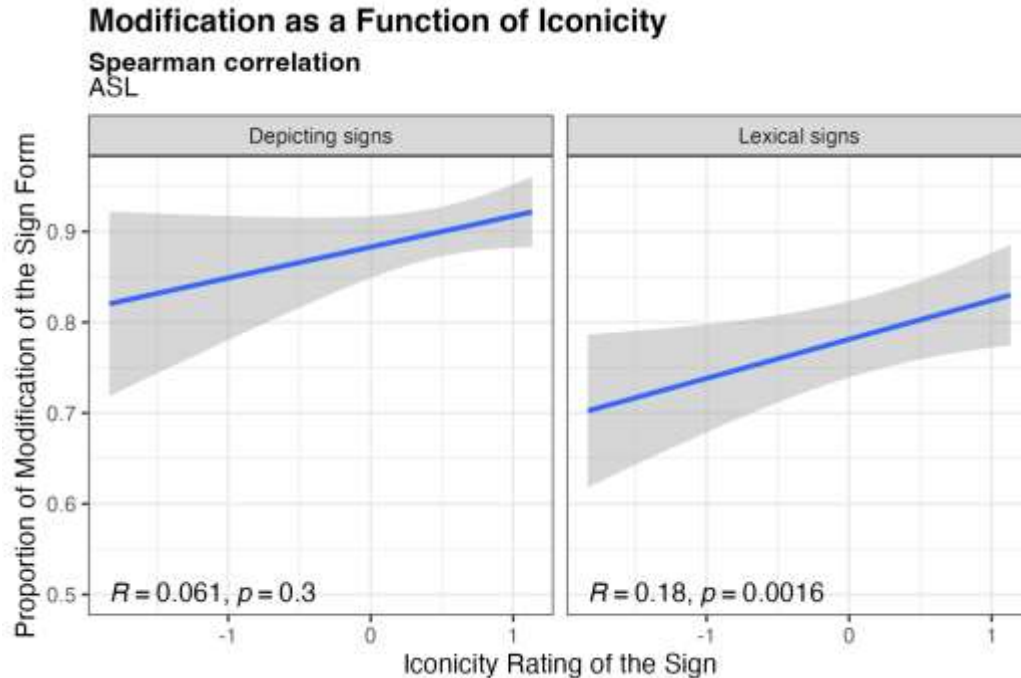 Modification as a Function of Iconicity
Spearman correlation
ASL
Depicting signs
Lexical signs
Proportion of Modification of the Sign Form
0.9
0.8
0.7
0.6
0.5
R = 0.061, p = 0.3
R = 0.18, p = 0.0016
-1 0 1
-1 0 1
Iconicity Rating of the Sign